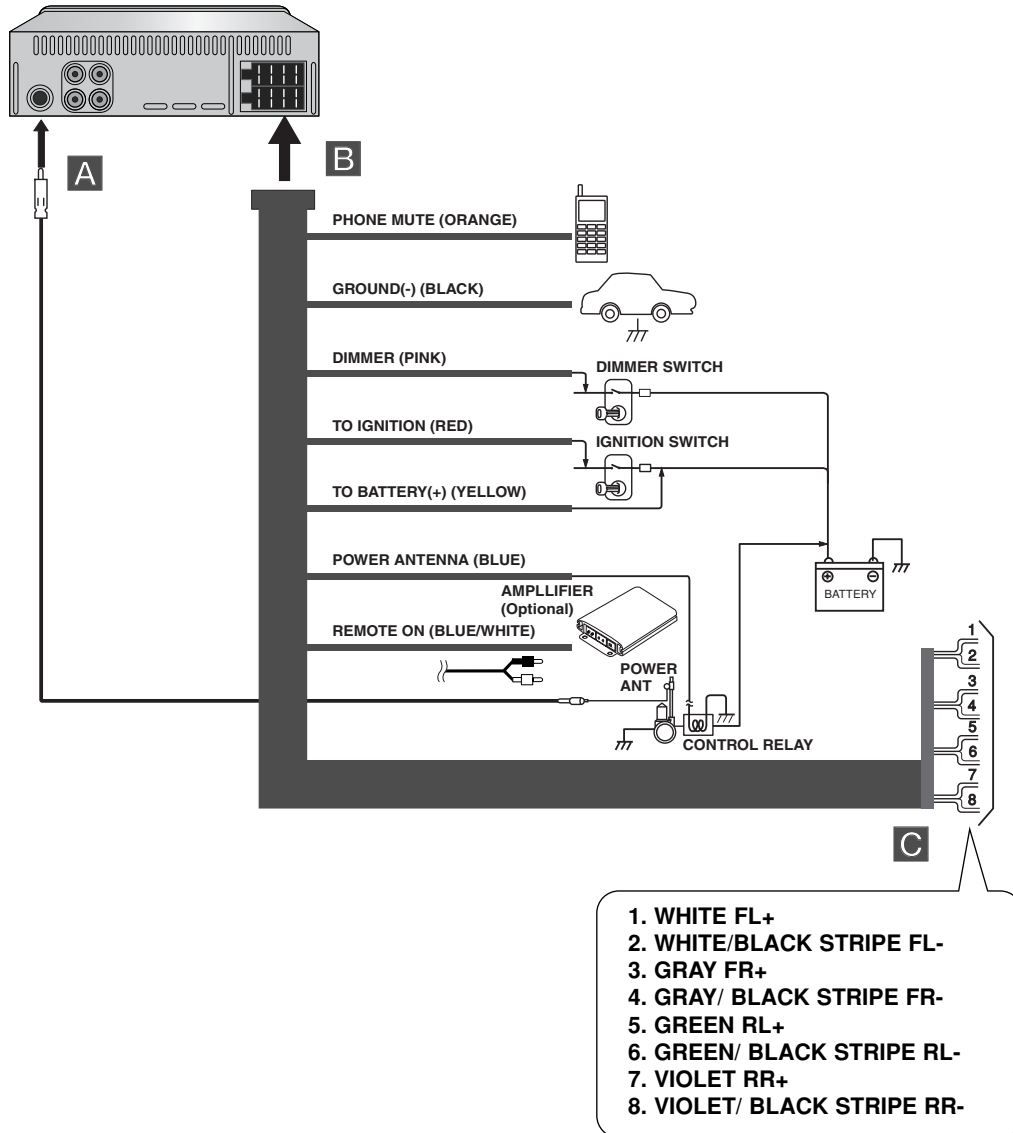 A
B
PHONE MUTE (ORANGE)
GROUND(-) (BLACK)
DIMMER (PINK)
DIMMER SWITCH
TO IGNITION (RED)
IGNITION SWITCH
TO BATTERY(+) (YELLOW)
POWER ANTENNA (BLUE)
BATTERY
AMPLLIFIER
(Optional)
REMOTE ON (BLUE/WHITE)
POWER
ANT
CONTROL RELAY
1
2
3
4
5
6
7
8
C
1. WHITE FL+
2. WHITE/BLACK STRIPE FL-
3. GRAY FR+
4. GRAY/ BLACK STRIPE FR-
5. GREEN RL+
6. GREEN/ BLACK STRIPE RL-
7. VIOLET RR+
8. VIOLET/ BLACK STRIPE RR-